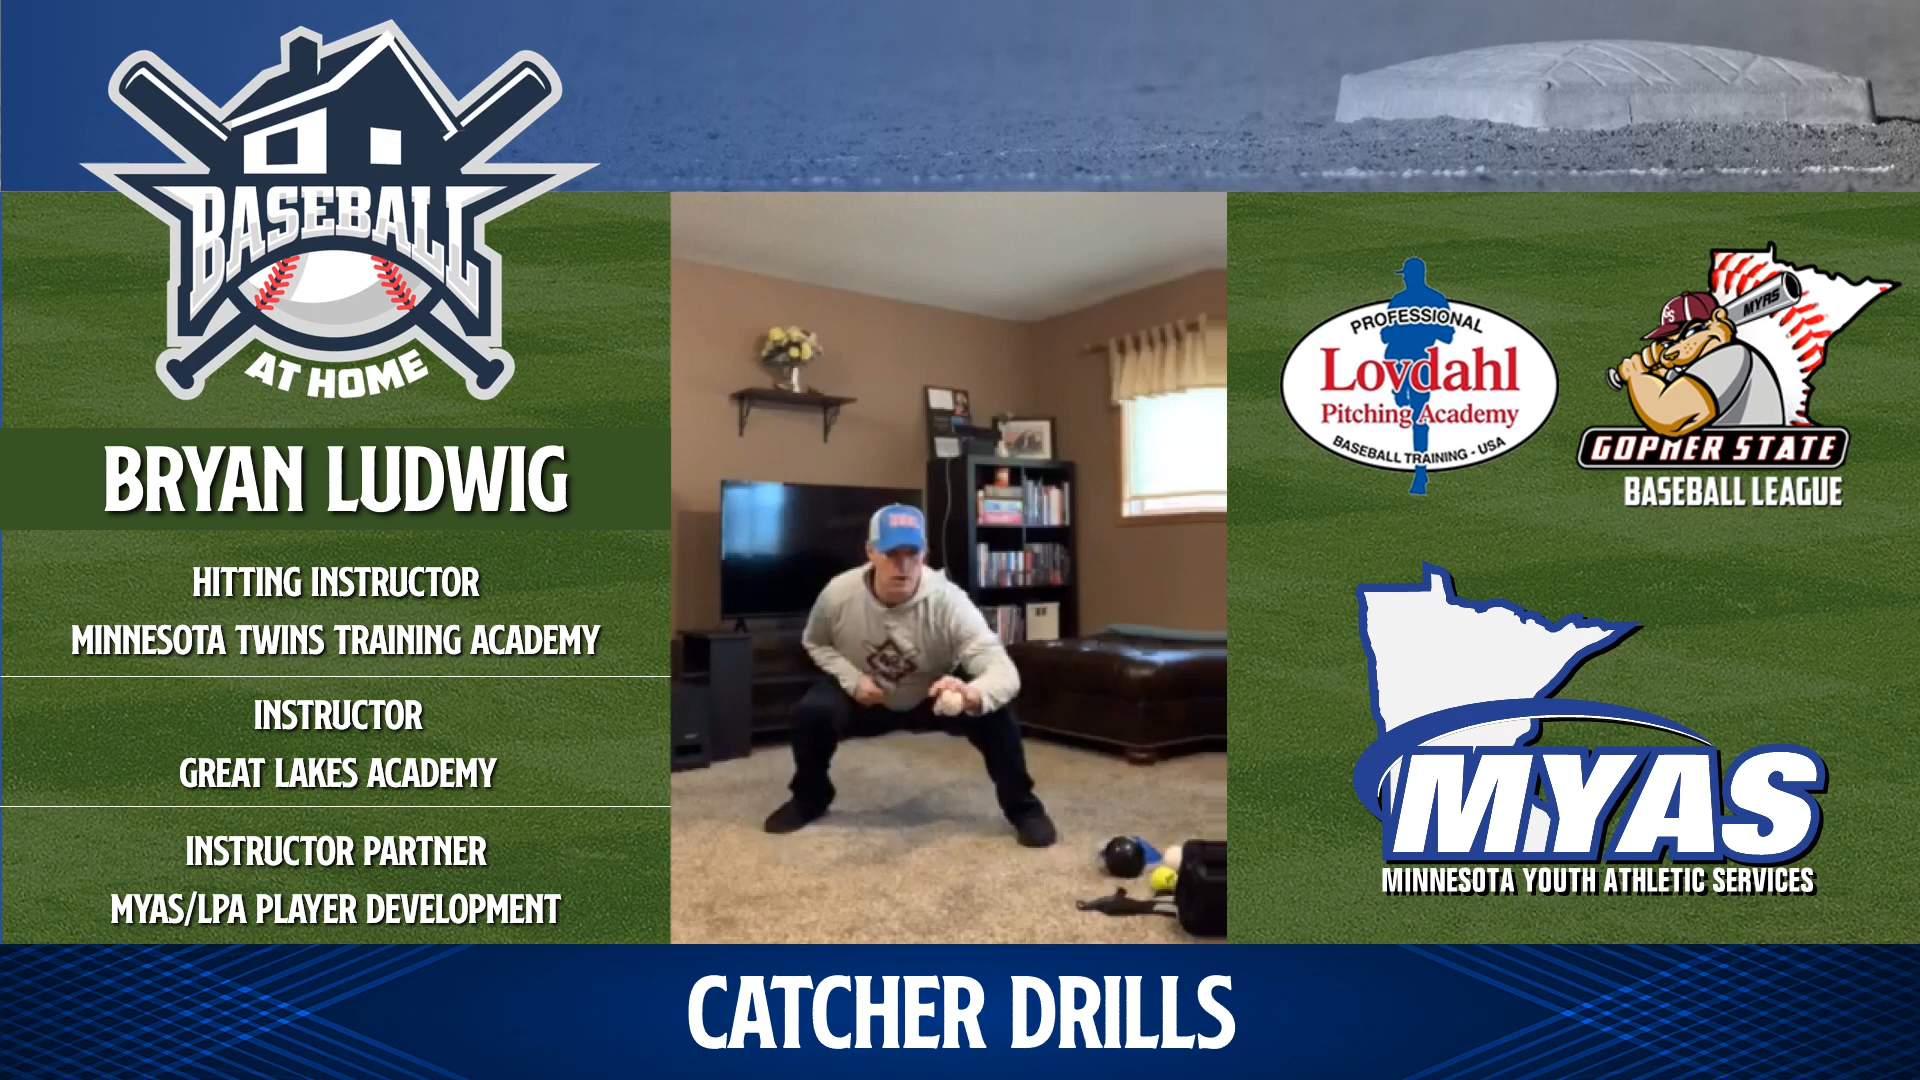 BASEBALL
AT HOME
BRYAN LUDWIG
HITTING INSTRUCTOR
MINNESOTA TWINS TRAINING ACADEMY
INSTRUCTOR
GREAT LAKES ACADEMY
INSTRUCTOR PARTNER
MYAS/LPA PLAYER DEVELOPMENT
PROFESSIONAL
Lovdahl
Pitching Academy
BASEBALL TRAINING - USA
MYAS
GS
GOPHER STATE
BASEBALL LEAGUE
MYAS
MINNESOTA YOUTH ATHLETIC SERVICES
CATCHER DRILLS